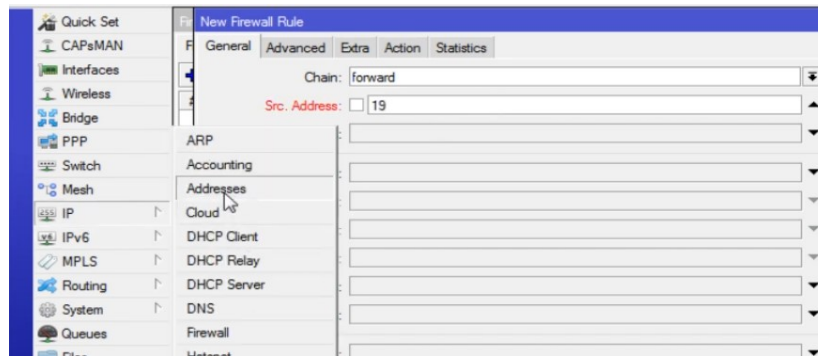 Quick Set
CAPsMAN
Interfaces
Wireless
Bridge
PPP
Switch
Mesh
IP
IPv6
MPLS
Routing
System
Queues
Files
New Firewall Rule
General Advanced Extra Action Statistics
Chain: forward
Src. Address: 19
ARP
Accounting
Addresses
Cloud
DHCP Client
DHCP Relay
DHCP Server
DNS
Firewall
Hotspot